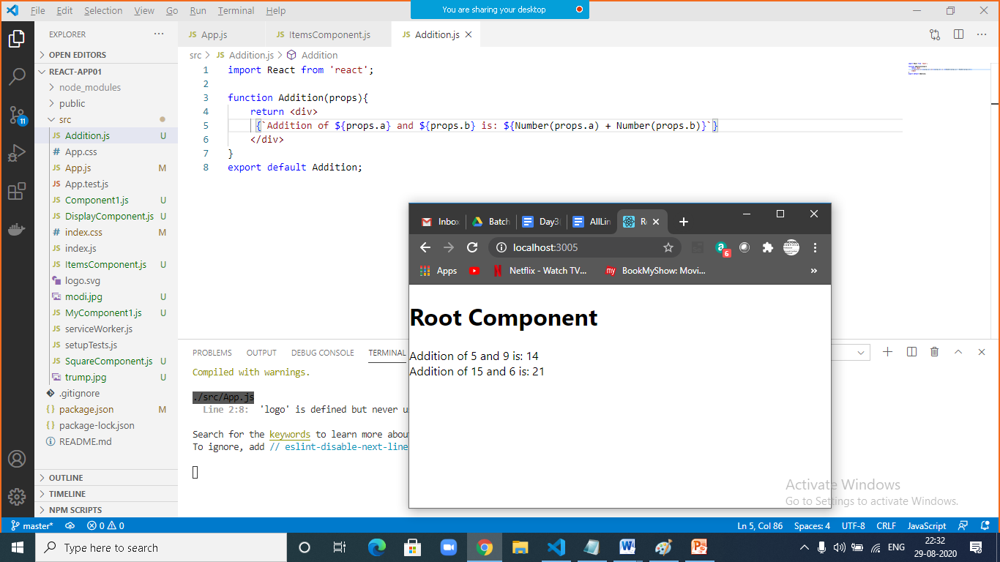 File Edit Selection View Go Run Terminal Help
You are sharing your desktop
EXPLORER
OPEN EDITORS
REACT-APP01
node_modules
public
src
Addition.js U
App.css
App.js M
App.test.js
Component1.js U
DisplayComponent.js U
index.css M
index.js
ItemsComponent.js U
logo.svg
modi.jpg U
MyComponent1.js U
serviceWorker.js
setupTests.js
SquareComponent.js U
trump.jpg U
.gitignore
package.json M
package-lock.json
README.md
OUTLINE
TIMELINE
NPM SCRIPTS
11
JS App.js JS ItemsComponent.js JS Addition.js
src > JS Addition.js > Addition
1 import React from 'react';
2
3 function Addition(props){
4 return <div>
5 {`Addition of ${props.a} and ${props.b} is: ${Number(props.a) + Number(props.b)}`}
6 </div>
7 }
8 export default Addition;
PROBLEMS OUTPUT DEBUG CONSOLE TERMINAL
Compiled with warnings.
./src/App.js
Line 2:8: 'logo' is defined but never u
Search for the keywords to learn more abou
To ignore, add // eslint-disable-next-line
Inbox Batch Day3 AllLin R
localhost:3005
6
Apps Netflix - Watch TV... my BookMyShow: Movi... »
Root Component
Addition of 5 and 9 is: 14
Addition of 15 and 6 is: 21
Activate Windows
Go to Settings to activate Windows.
master* 0 0 Ln 5, Col 86 Spaces: 4 UTF-8 CRLF JavaScript
Type here to search
ENG 22:32
29-08-2020